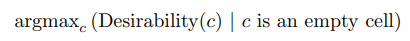 argmax_c (Desirability(c) | c is an empty cell)